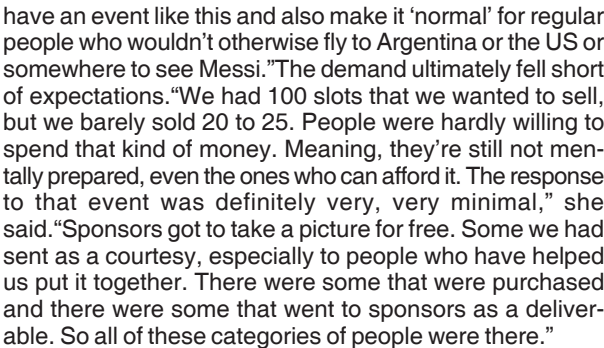 have an event like this and also make it ‘normal’ for regular
people who wouldn’t otherwise fly to Argentina or the US or
somewhere to see Messi.”The demand ultimately fell short
of expectations.“We had 100 slots that we wanted to sell,
but we barely sold 20 to 25. People were hardly willing to
spend that kind of money. Meaning, they’re still not men-
tally prepared, even the ones who can afford it. The response
to that event was definitely very, very minimal,” she
said.“Sponsors got to take a picture for free. Some we had
sent as a courtesy, especially to people who have helped
us put it together. There were some that were purchased
and there were some that went to sponsors as a deliver-
able. So all of these categories of people were there.”